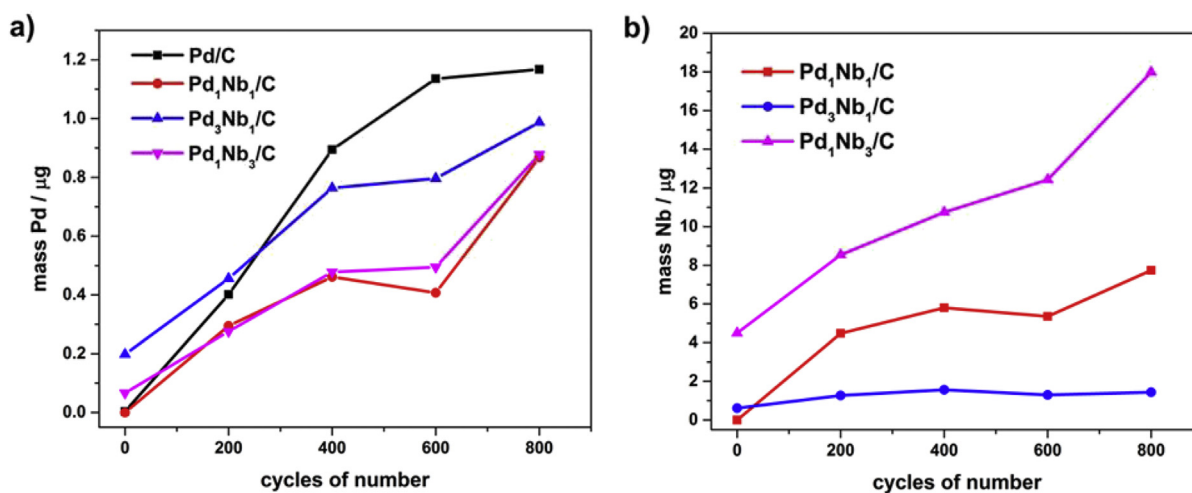 a)
Pd/C
Pd₁Nb₁/C
Pd₃Nb₁/C
Pd₁Nb₃/C
mass Pd / µg
1.2
1.0
0.8
0.6
0.4
0.2
0.0
0 200 400 600 800
cycles of number
b)
Pd₁Nb₁/C
Pd₃Nb₁/C
Pd₁Nb₃/C
mass Nb / µg
20
18
16
14
12
10
8
6
4
2
0
0 200 400 600 800
cycles of number